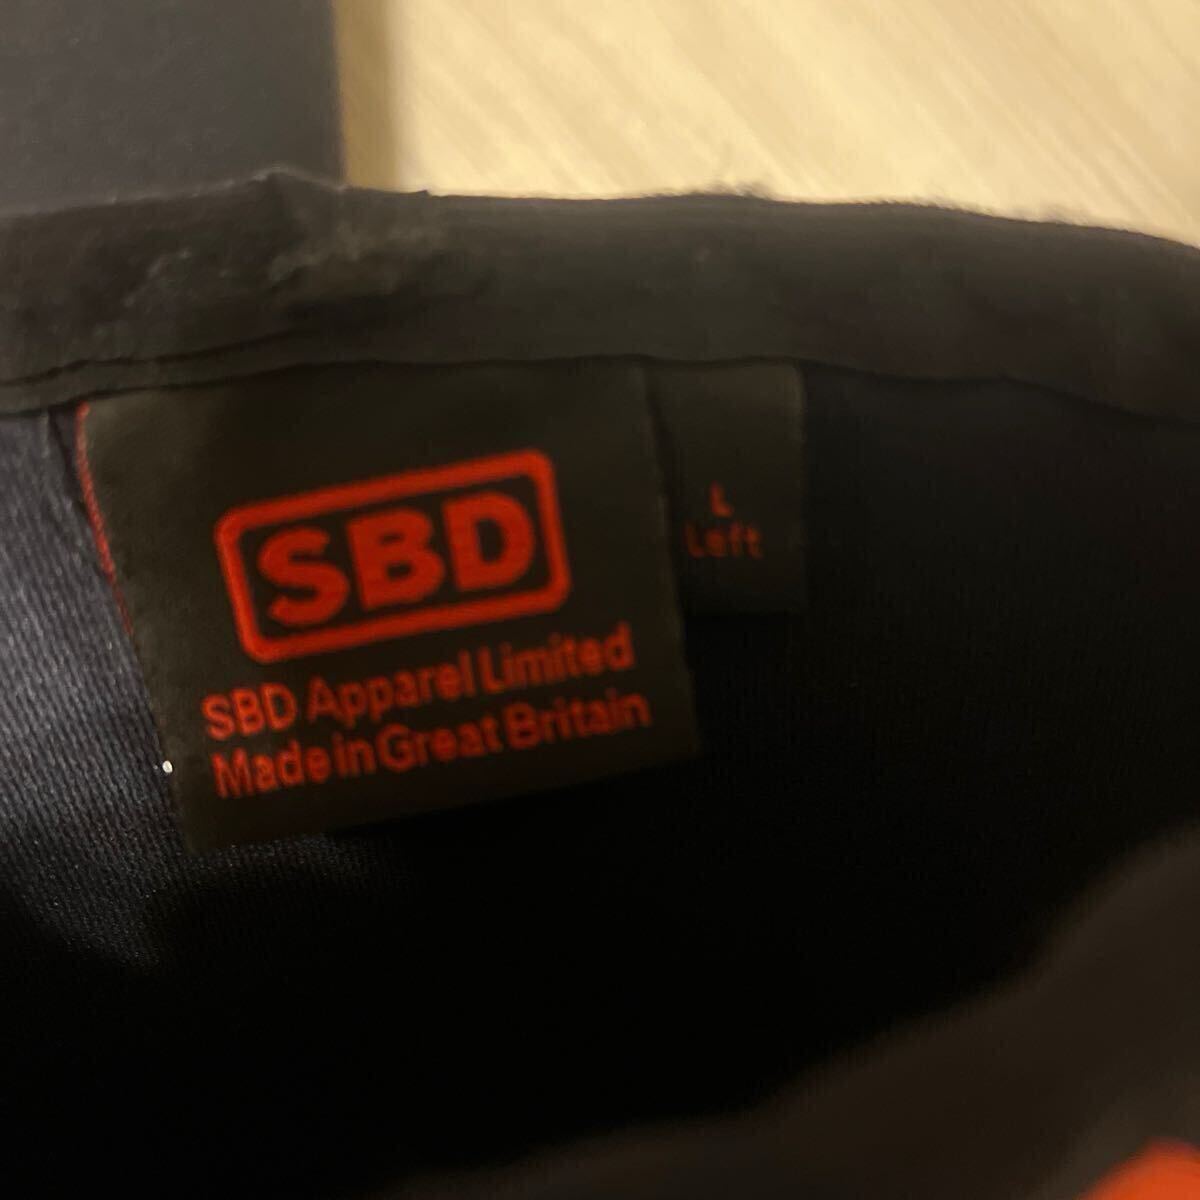 SBD
SBD Apparel Limited
Made in Great Britain
L
Left